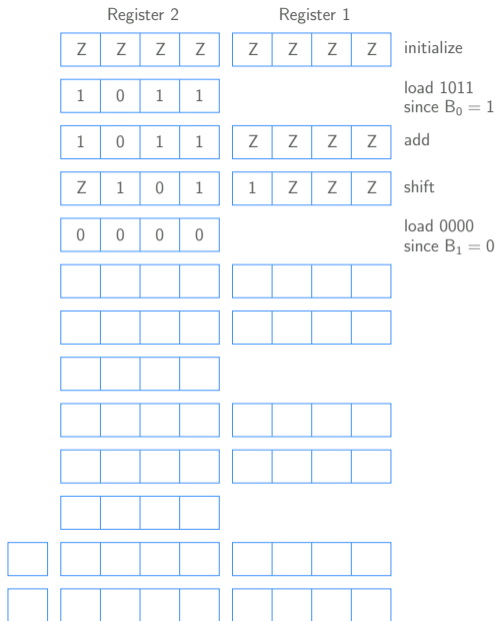 Register 2 Register 1
Z Z Z Z Z Z Z Z initialize
1 0 1 1 load 1011
since B₀ = 1
1 0 1 1 Z Z Z Z add
Z 1 0 1 1 Z Z Z shift
0 0 0 0 load 0000
since B₁ = 0